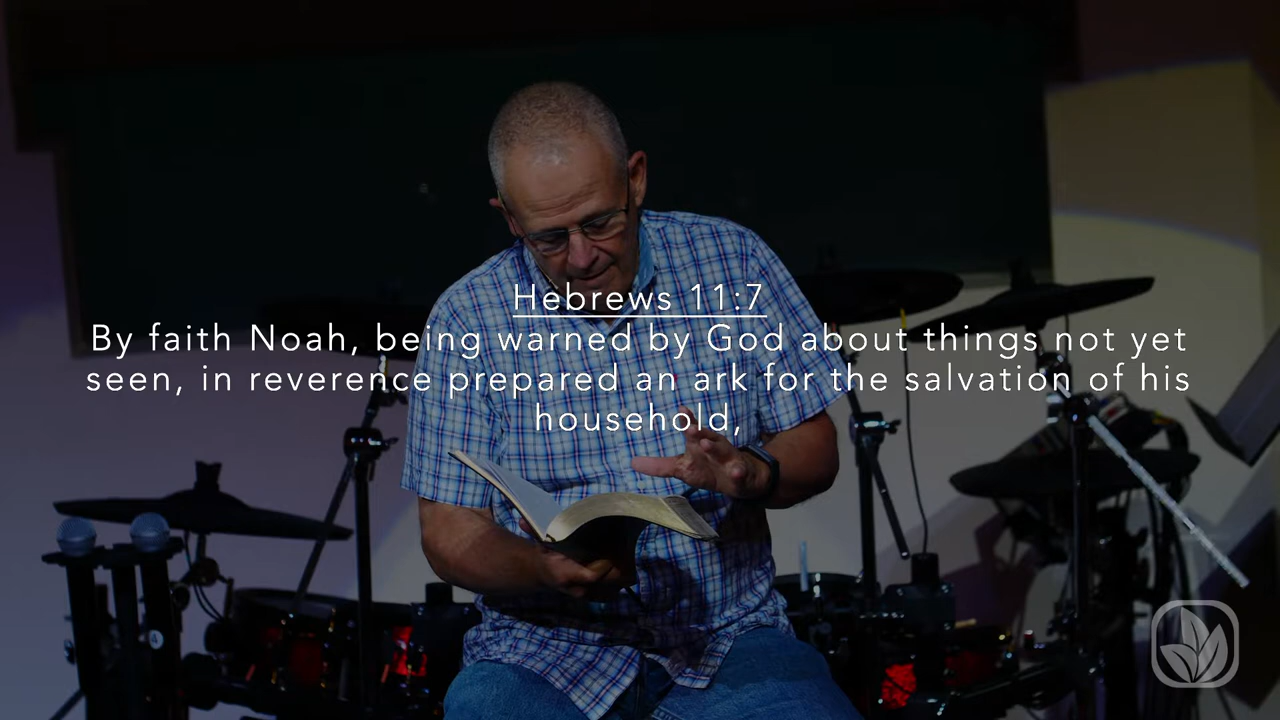 Hebrews 11:7
By faith Noah, being warned by God about things not yet
seen, in reverence prepared an ark for the salvation of his
household,
A